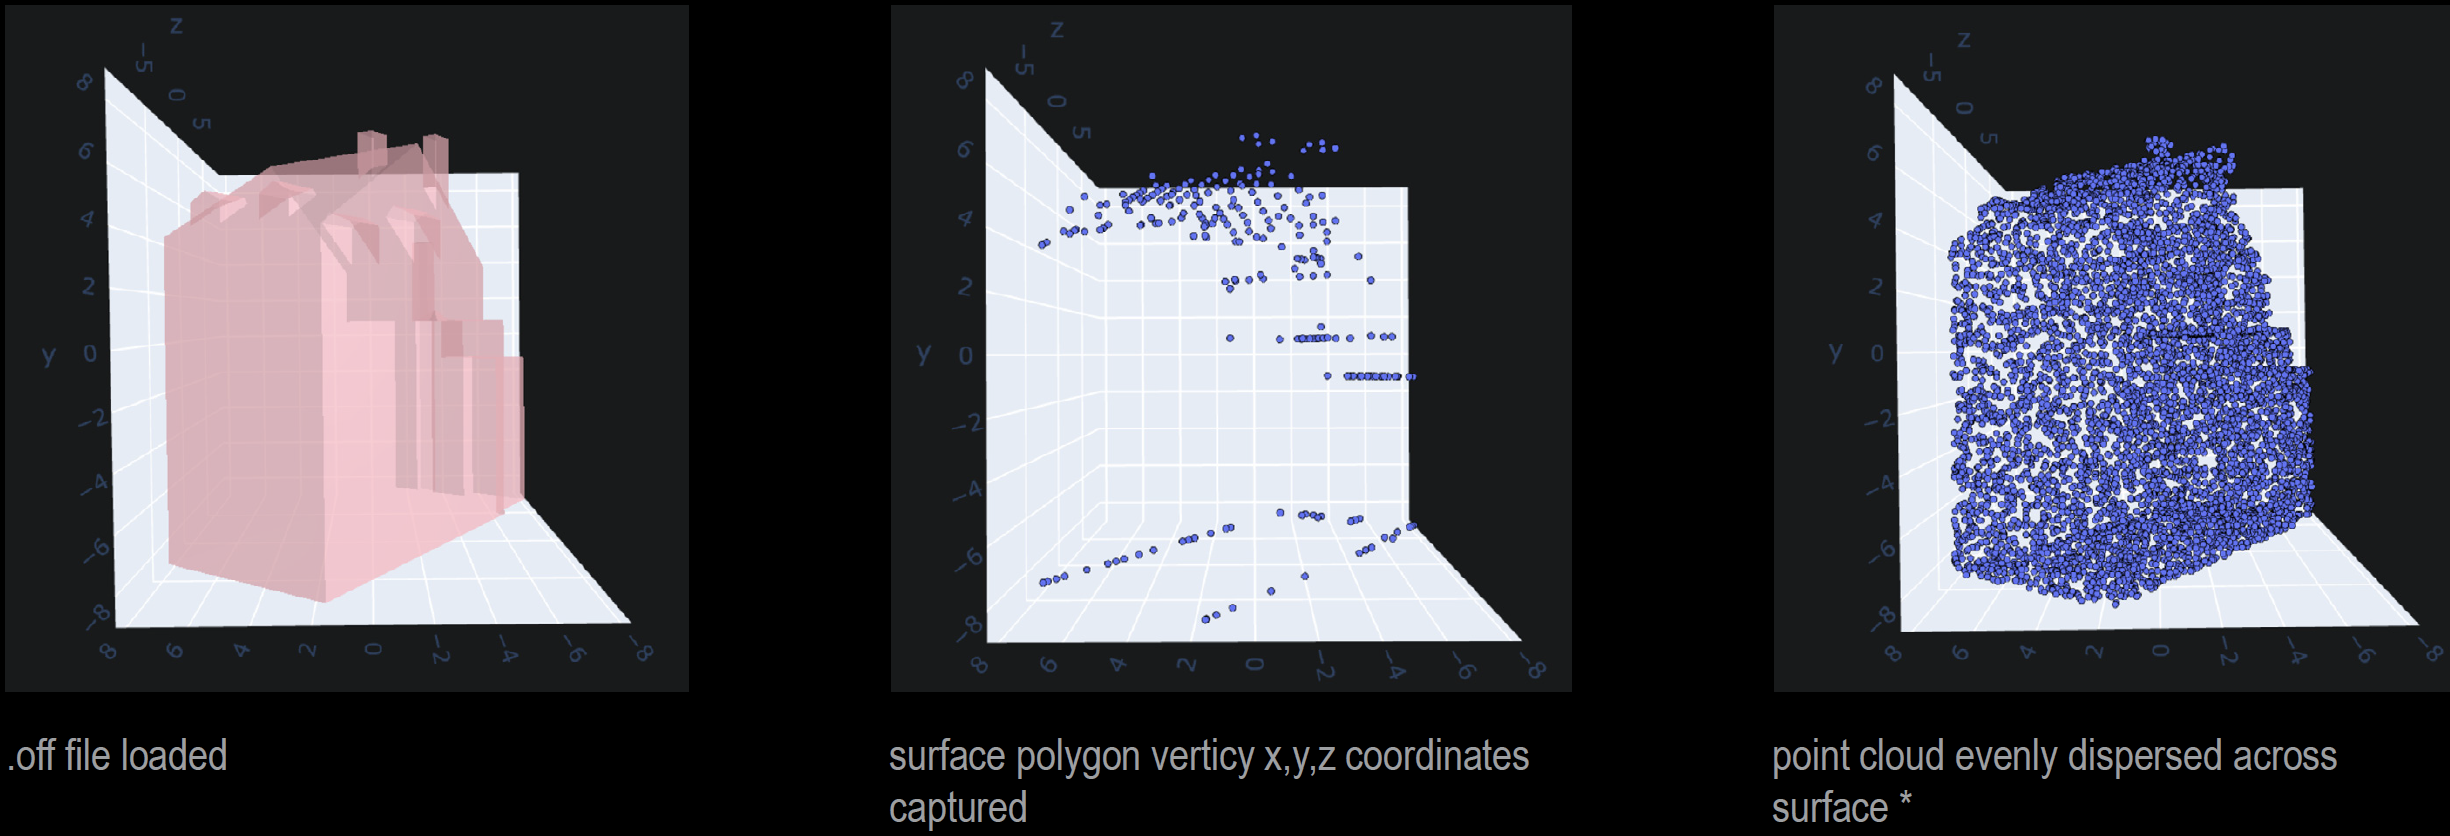 z
-5
0
5
8
6
4
2
y 0
-2
-4
-6
-8
8 6 4 2 0 -2 -4 -6 -8
.off file loaded
z
-5
0
5
8
6
4
2
y 0
-2
-4
-6
-8
8 6 4 2 0 -2 -4 -6 -8
surface polygon verticy x,y,z coordinates
captured
z
-5
0
5
8
6
4
2
y 0
-2
-4
-6
-8
8 6 4 2 0 -2 -4 -6 -8
point cloud evenly dispersed across
surface *